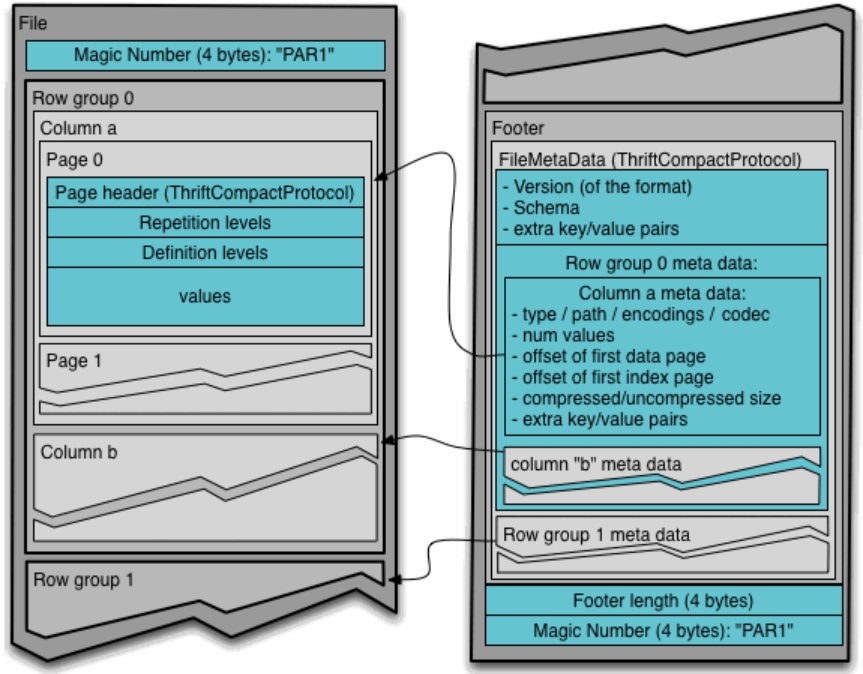 File
Magic Number (4 bytes): "PAR1"
Row group 0
Column a
Page 0
Page header (ThriftCompactProtocol)
Repetition levels
Definition levels
values
Page 1
Column b
Row group 1
Footer
FileMetaData (ThriftCompactProtocol)
- Version (of the format)
- Schema
- extra key/value pairs
Row group 0 meta data:
Column a meta data:
- type / path / encodings / codec
- num values
- offset of first data page
- offset of first index page
- compressed/uncompressed size
- extra key/value pairs
column "b" meta data
Row group 1 meta data
Footer length (4 bytes)
Magic Number (4 bytes): "PAR1"